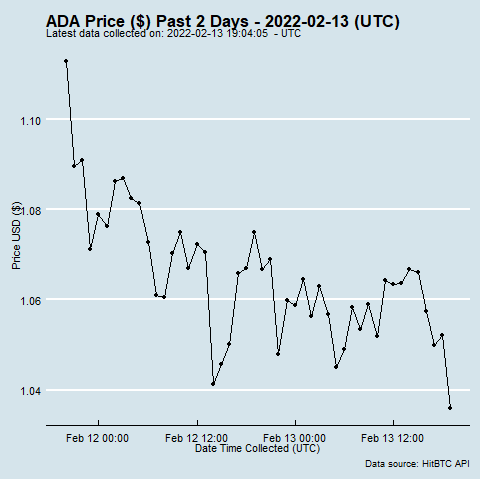 ADA Price ($) Past 2 Days - 2022-02-13 (UTC)
Latest data collected on: 2022-02-13 19:04:05  - UTC
1.10
1.08
1.06
1.04
Price USD ($)
Feb 12 00:00 Feb 12 12:00 Feb 13 00:00 Feb 13 12:00
Date Time Collected (UTC)
Data source: HitBTC API